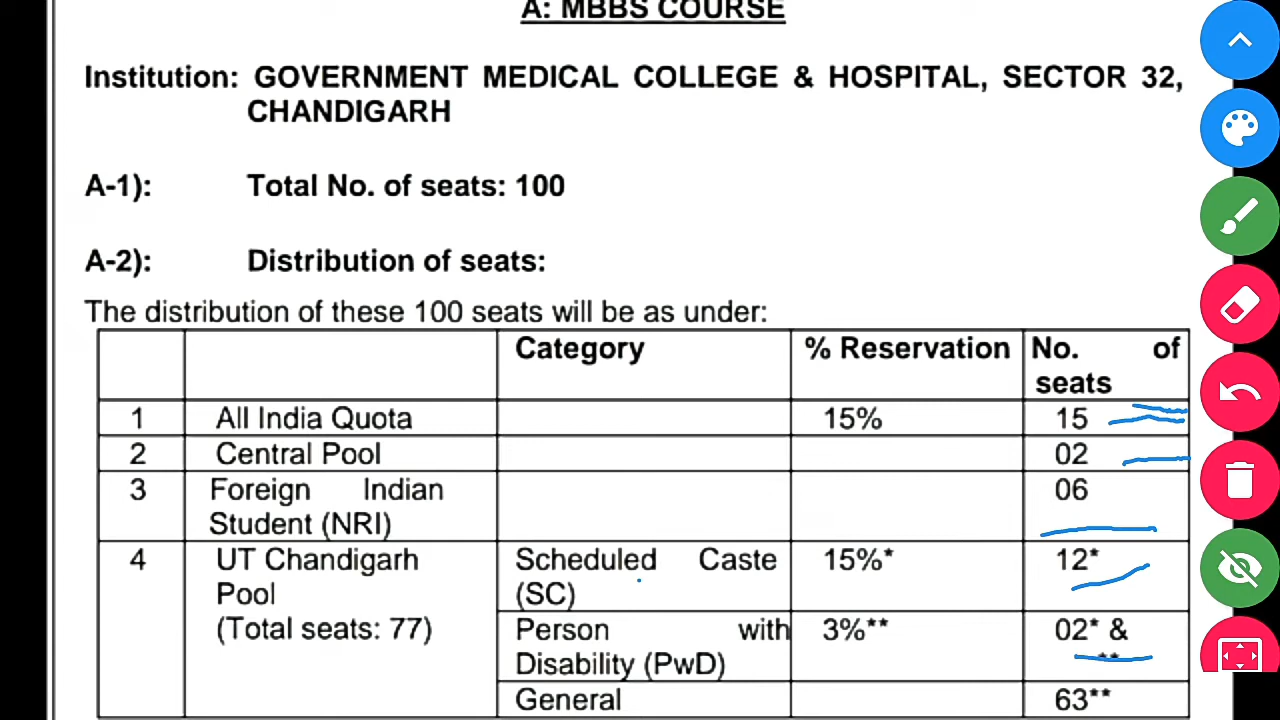 A: MBBS COURSE
Institution: GOVERNMENT MEDICAL COLLEGE & HOSPITAL, SECTOR 32,
CHANDIGARH
A-1): Total No. of seats: 100
A-2): Distribution of seats:
The distribution of these 100 seats will be as under:
Category % Reservation No. of
seats
1 All India Quota 15% 15
2 Central Pool 02
3 Foreign Indian 06
Student (NRI)
4 UT Chandigarh Scheduled Caste 15%* 12*
Pool (SC)
(Total seats: 77) Person with 3%** 02* &
Disability (PwD) **
General 63**